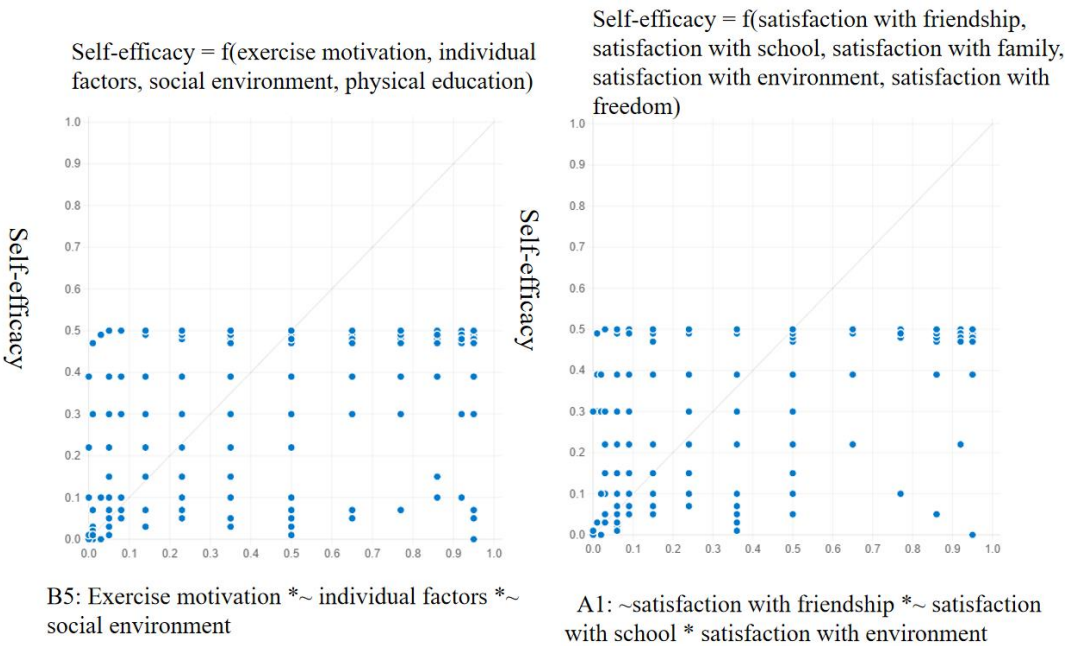 Self-efficacy = f(exercise motivation, individual
factors, social environment, physical education)
1.0
0.9
0.8
0.7
0.6
0.5
0.4
0.3
0.2
0.1
0.0
0.0 0.1 0.2 0.3 0.4 0.5 0.6 0.7 0.8 0.9 1.0
Self-efficacy
B5: Exercise motivation *~ individual factors *~
social environment
Self-efficacy = f(satisfaction with friendship,
satisfaction with school, satisfaction with family,
satisfaction with environment, satisfaction with
freedom)
1.0
0.9
0.8
0.7
0.6
0.5
0.4
0.3
0.2
0.1
0.0
0.0 0.1 0.2 0.3 0.4 0.5 0.6 0.7 0.8 0.9 1.0
Self-efficacy
A1: ~satisfaction with friendship *~ satisfaction
with school * satisfaction with environment